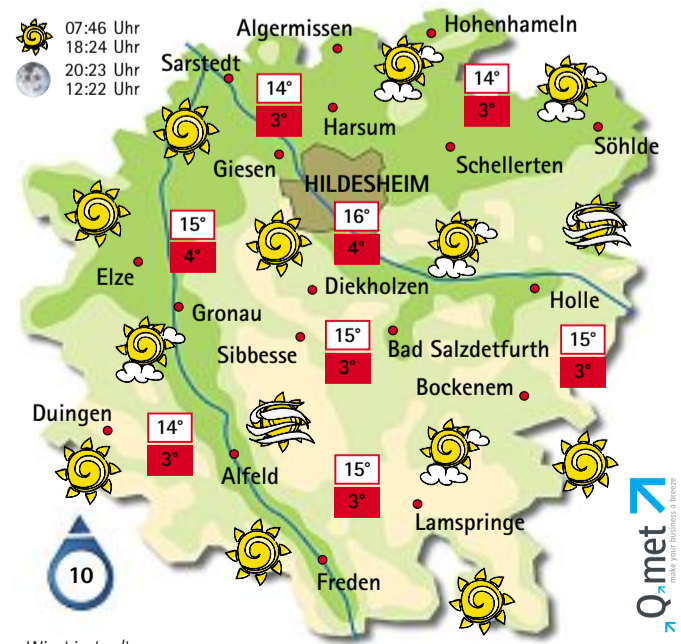 07:46 Uhr
18:24 Uhr
20:23 Uhr
12:22 Uhr
Algermissen
Hohenhameln
Sarstedt
14°
3°
14°
3°
Harsum
Söhlde
Giesen
Schellerten
HILDESHEIM
15°
4°
16°
4°
Elze
Diekholzen
Holle
Gronau
Sibbesse
15°
3°
Bad Salzdetfurth
15°
3°
Bockenem
Duingen
14°
3°
Alfeld
15°
3°
Lamspringe
10
Freden
Q.met
make your business a breeze